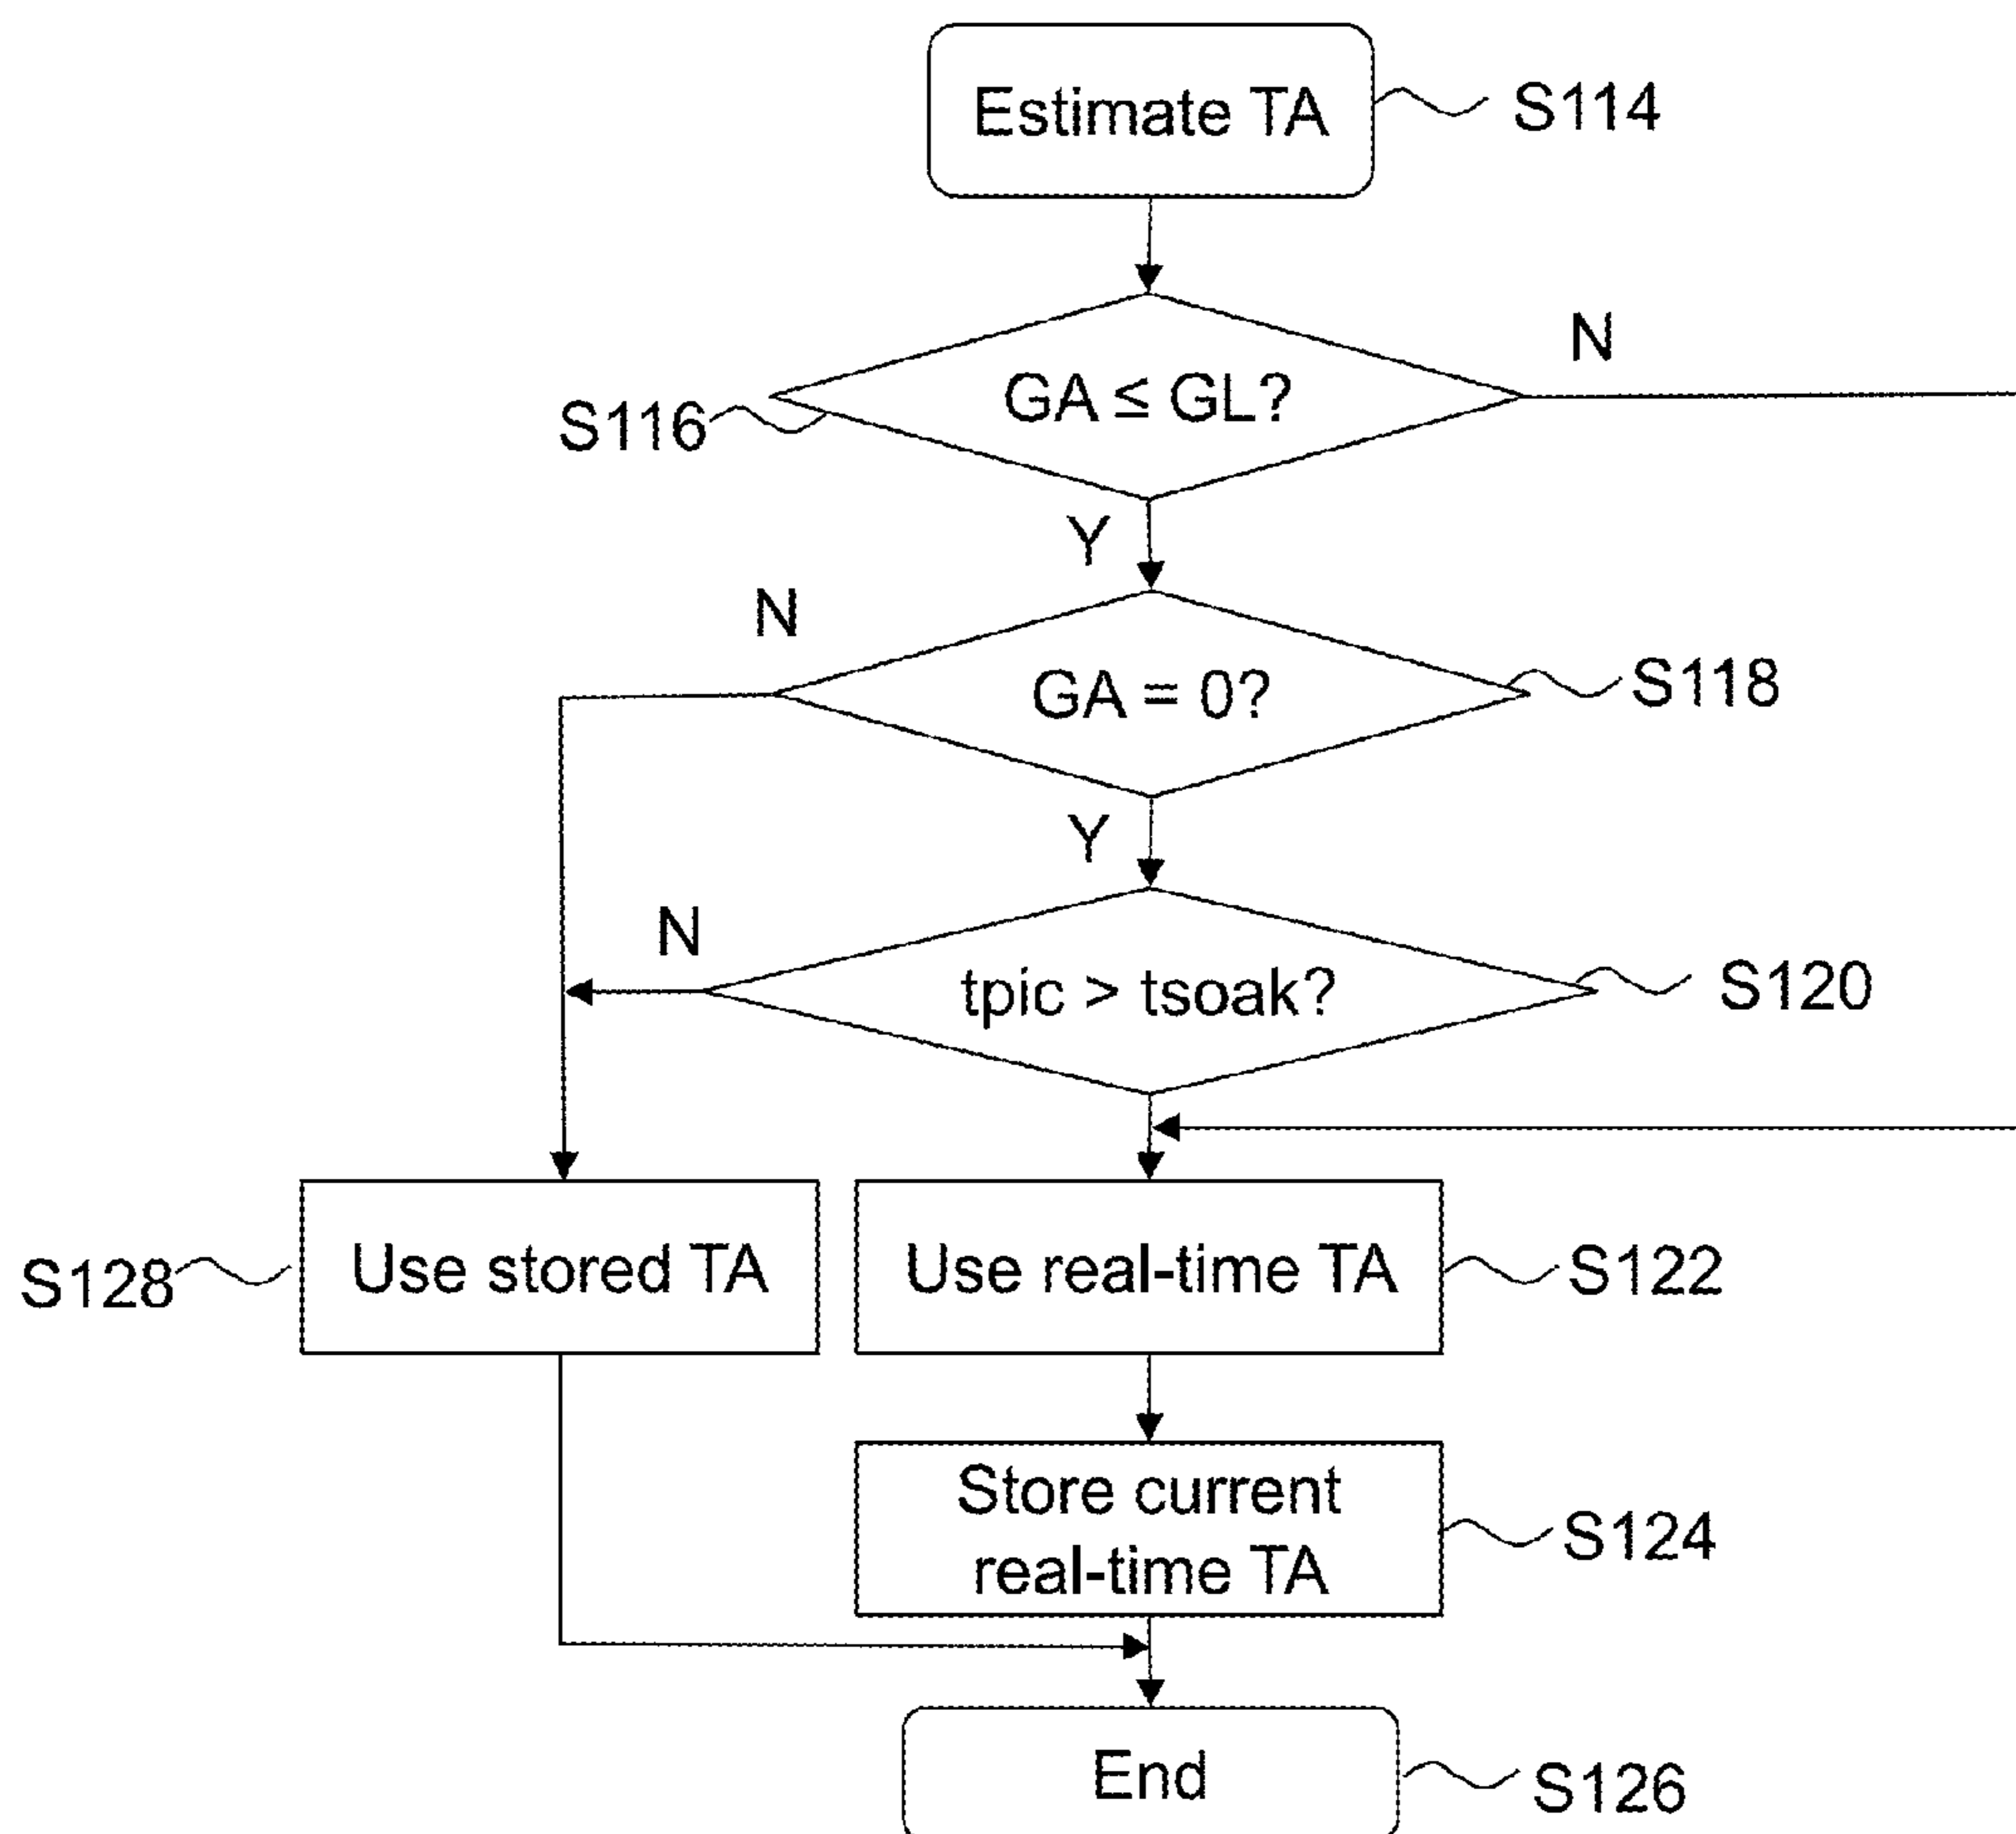 Estimate TA
S114
N
GA ≤ GL?
S116
Y
N
GA = 0?
S118
Y
N
tpic > tsoak?
S120
S128
Use stored TA
Use real-time TA
S122
Store current
real-time TA
S124
End
S126